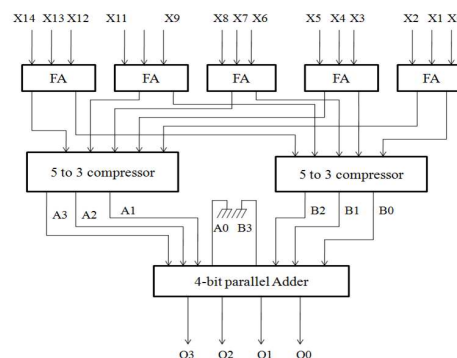 X14 X13 X12 X11 X9 X8 X7 X6 X5 X4 X3 X2 X1 X
FA FA FA FA FA
5 to 3 compressor 5 to 3 compressor
A3 A2 A1 A0 B3 B2 B1 B0
4-bit parallel Adder
O3 O2 O1 O0